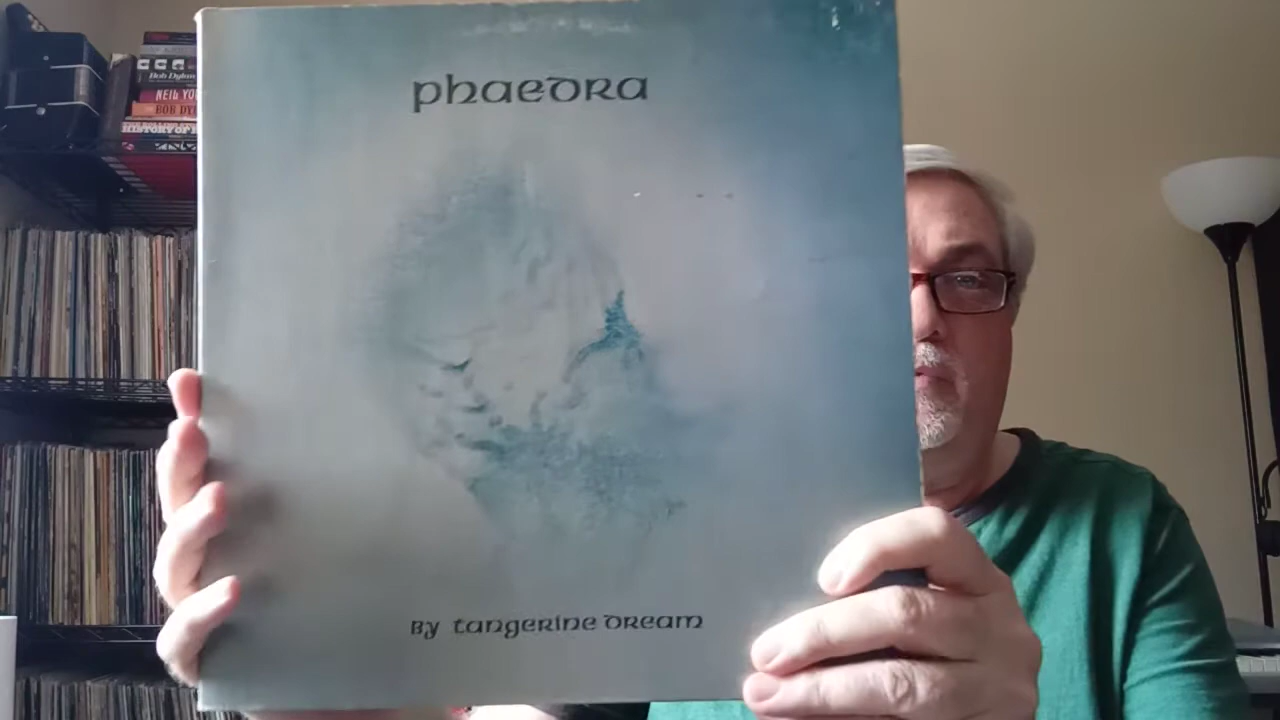 phaedra
By tangerine dream
Bob Dylan
NEIL YO
BOB DY
HISTORY OF